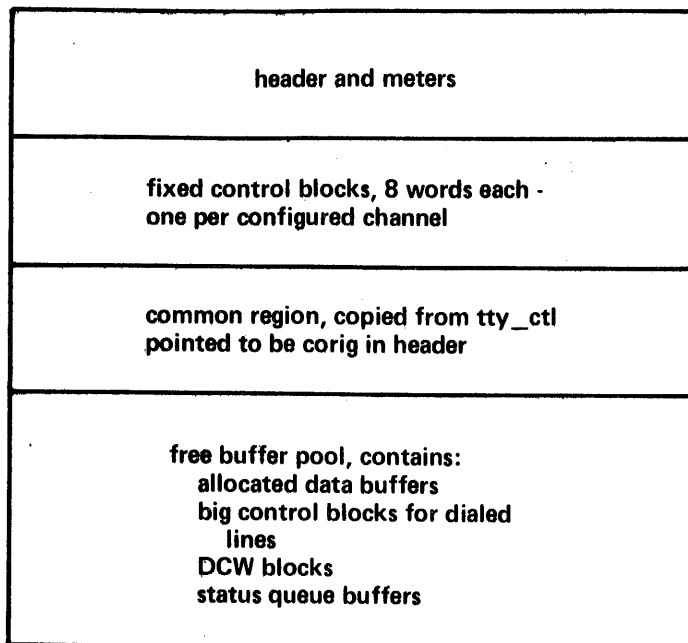 header and meters
fixed control blocks, 8 words each -
one per configured channel
common region, copied from tty_ctl
pointed to be corig in header
free buffer pool, contains:
allocated data buffers
big control blocks for dialed
lines
DCW blocks
status queue buffers